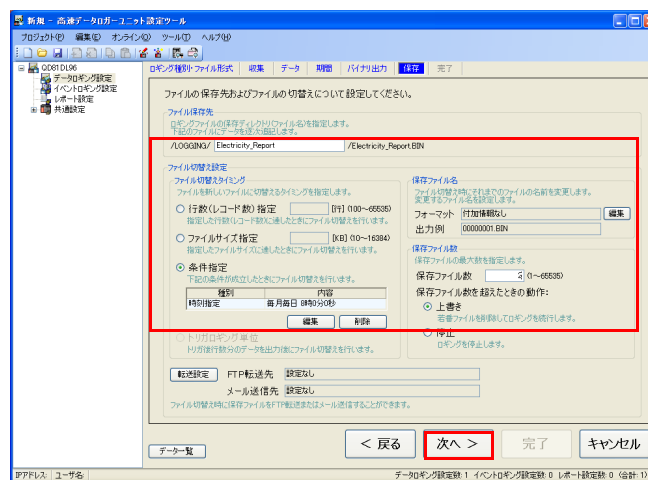 新規 - 高速データロガーユニット設定ツール
プロジェクト(P) 編集(E) オンライン(O) ツール(T) ヘルプ(H)
QD81DL96
データロギング設定
イベントロギング設定
レポート設定
共通設定
ロギング種別・ファイル形式 収集 データ 期間 バイナリ出力 保存 完了
ファイルの保存先およびファイルの切替えについて設定してください。
ファイル保存先
ロギングファイルの保存ディレクトリ(ファイル名)を指定します。
下記のファイルにデータを逐次追記します。
/LOGGING/ Electricity_Report /Electricity_Report.BIN
ファイル切替え設定
ファイル切替えタイミング
ファイルを新しいファイルに切替えるタイミングを指定します。
行数(レコード数)指定 [行] (100～65535)
指定した行数(レコード数)に達したときにファイル切替えを行います。
ファイルサイズ指定 [KB] (10～16384)
指定したファイルサイズに達したときにファイル切替えを行います。
条件指定
下記の条件が成立したときにファイル切替えを行います。
種別 内容
時刻指定 毎月毎日 8時0分0秒
編集 削除
トリガロギング単位
トリガ後行数分のデータを出力後にファイル切替えを行います。
保存ファイル名
ファイル切替え時にそれまでのファイルの名前を変更します。
変更するファイル名を設定します。
フォーマット 付加情報なし 編集
出力例 00000001.BIN
保存ファイル数
保存ファイルの最大数を指定します。
保存ファイル数 (1～65535)
保存ファイル数を超えたときの動作:
上書き
若番ファイルを削除してロギングを続行します。
停止
ロギングを停止します。
転送設定 FTP転送先 設定なし
メール送信先 設定なし
ファイル切替え時に保存ファイルをFTP転送またはメール送信することができます。
データ一覧 < 戻る 次へ > 完了 キャンセル
IPアドレス: ユーザ名: データロギング設定数: 1 イベントロギング設定数: 0 レポート設定数: 0 (合計: 1)